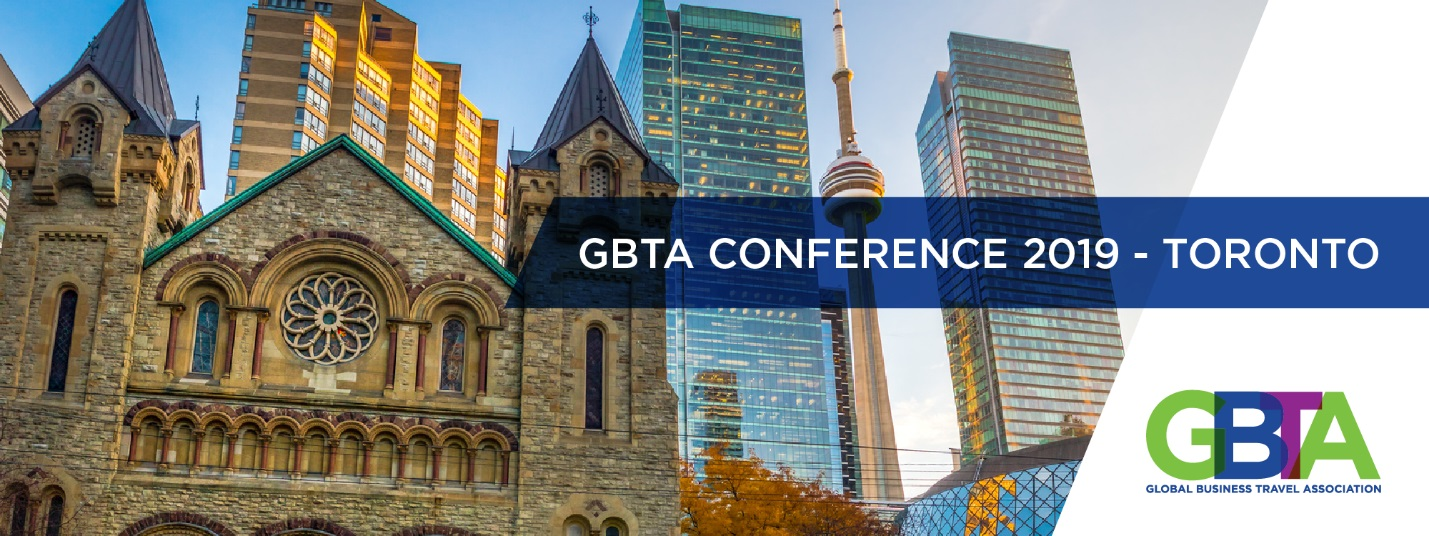 GBTA CONFERENCE 2019 - TORONTO
GBTA
GLOBAL BUSINESS TRAVEL ASSOCIATION